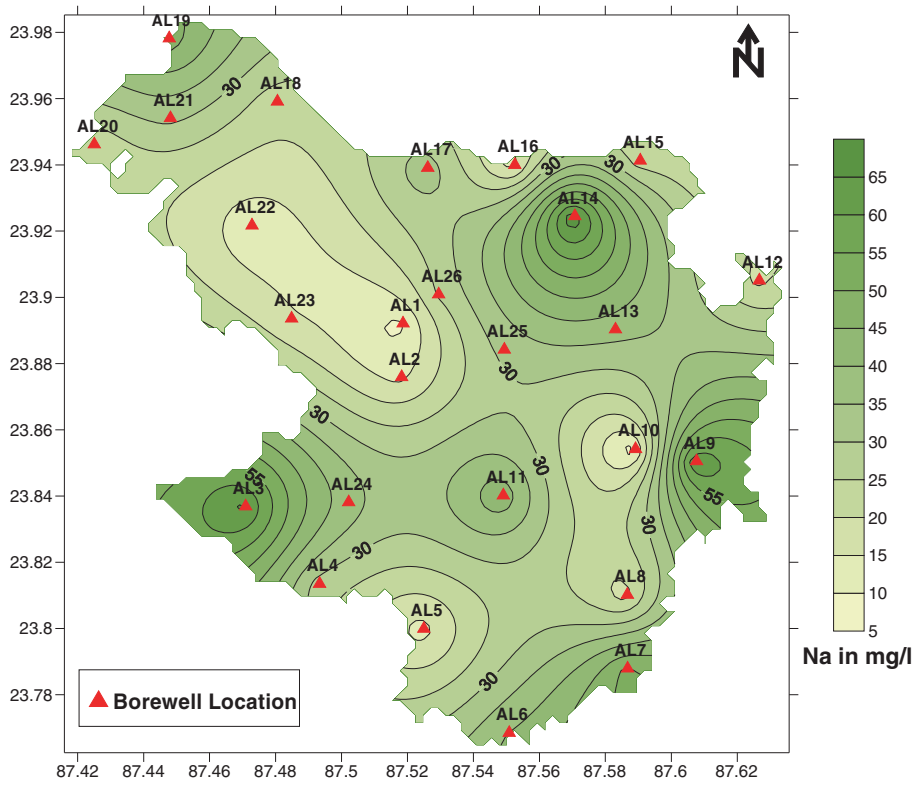 23.98
23.96
23.94
23.92
23.9
23.88
23.86
23.84
23.82
23.8
23.78
87.42
87.44
87.46
87.48
87.5
87.52
87.54
87.56
87.58
87.6
87.62
N
AL19
AL18
AL21
AL20
AL17
AL16
AL15
AL14
AL22
AL12
AL26
AL23
AL1
AL13
AL25
AL2
AL10
AL9
AL3
AL24
AL11
AL4
AL8
AL5
AL7
AL6
30
30
30
30
30
30
30
30
30
55
55
65
60
55
50
45
40
35
30
25
20
15
10
5
Na in mg/l
Borewell Location